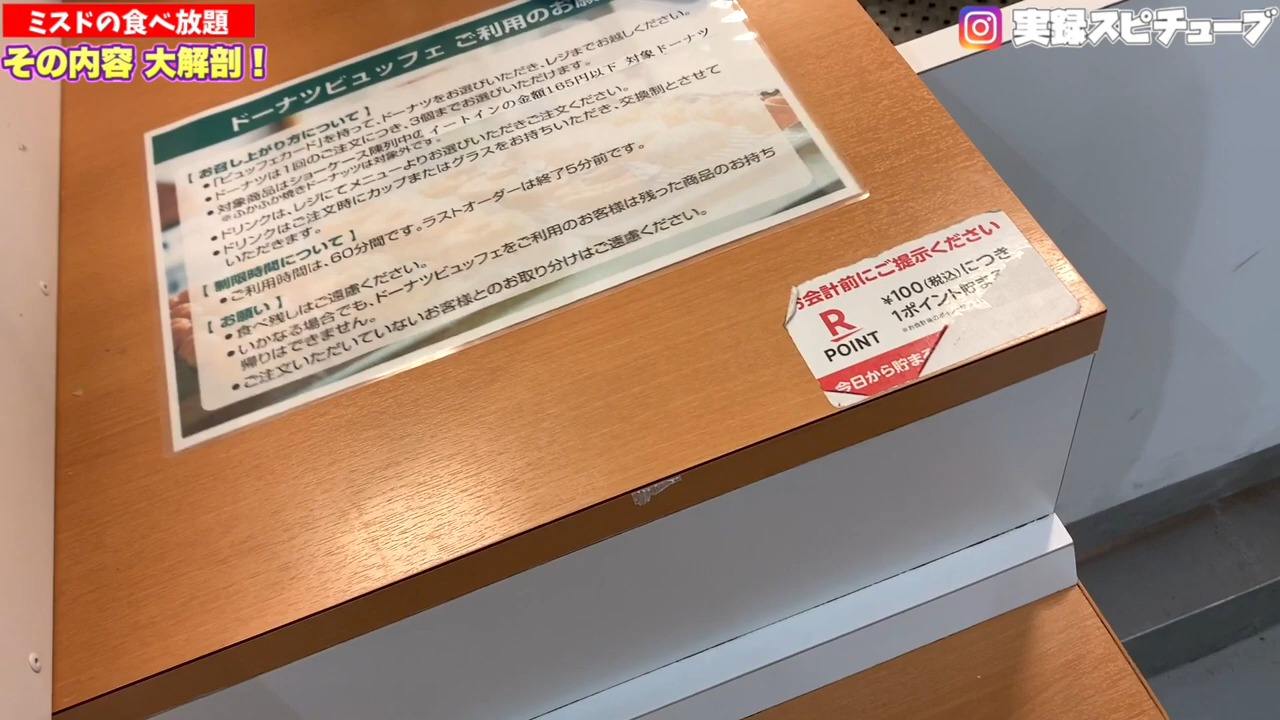 ミスドの食べ放題
その内容 大解剖！
実録スピチューブ
ドーナツビュッフェ ご利用のお願
【 お召し上がり方について 】
●「ビュッフェカード」を持って、ドーナツをお選びいただき、レジまでお越しください。
●ドーナツは1回のご注文につき、3個までお選びいただけます。
●対象商品はショーケース陳列中のイートインの金額165円以下 対象ドーナツ
※ふかふか焼きドーナッツは対象外です。
●ドリンクは、レジにてメニューよりお選びいただきご注文ください。
●ドリンクはご注文時にカップまたはグラスをお持ちいただき、交換制とさせて
いただきます。
【 制限時間について 】
●ご利用時間は、60分間です。ラストオーダーは終了5分前です。
【 お願い 】
●食べ残しはご遠慮ください。
●いかなる場合でも、ドーナツビュッフェをご利用のお客様は残った商品のお持ち
帰りはできません。
●ご注文いただいていないお客様とのお取り分けはご遠慮ください。
お会計前にご提示ください
R
POINT
¥100(税込)につき
1ポイント貯まる
今日から貯まる